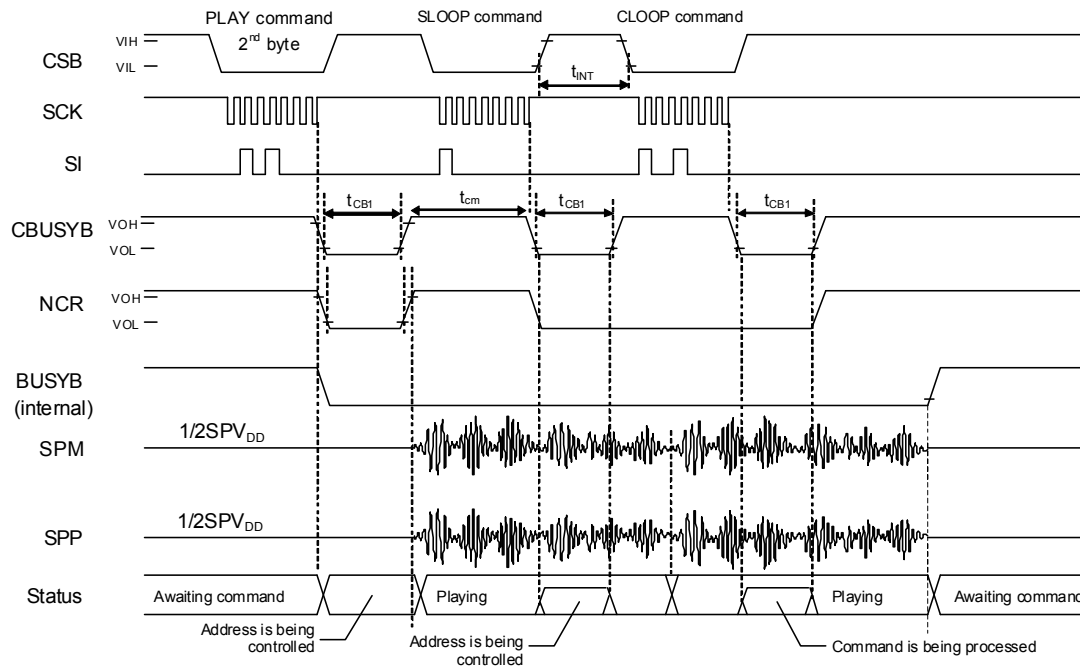 PLAY command
2nd byte
SLOOP command
CLOOP command
CSB
VIH
VIL
tINT
SCK
SI
tCB1
tcm
tCB1
tCB1
CBUSYB
VOH
VOL
NCR
VOH
VOL
BUSYB
(internal)
1/2SPVDD
SPM
1/2SPVDD
SPP
Status
Awaiting command
Playing
Playing
Awaiting command
Address is being
controlled
Address is being
controlled
Command is being processed